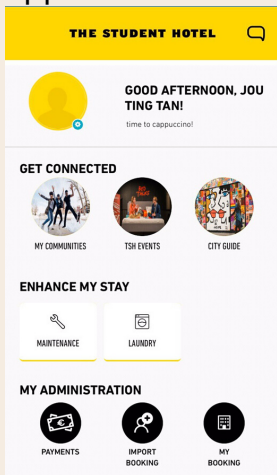 THE STUDENT HOTEL
GOOD AFTERNOON, JOU
TING TAN!
time to cappuccino!
GET CONNECTED
MY COMMUNITIES
TSH EVENTS
CITY GUIDE
ENHANCE MY STAY
MAINTENANCE
LAUNDRY
MY ADMINISTRATION
PAYMENTS
IMPORT
BOOKING
MY
BOOKING